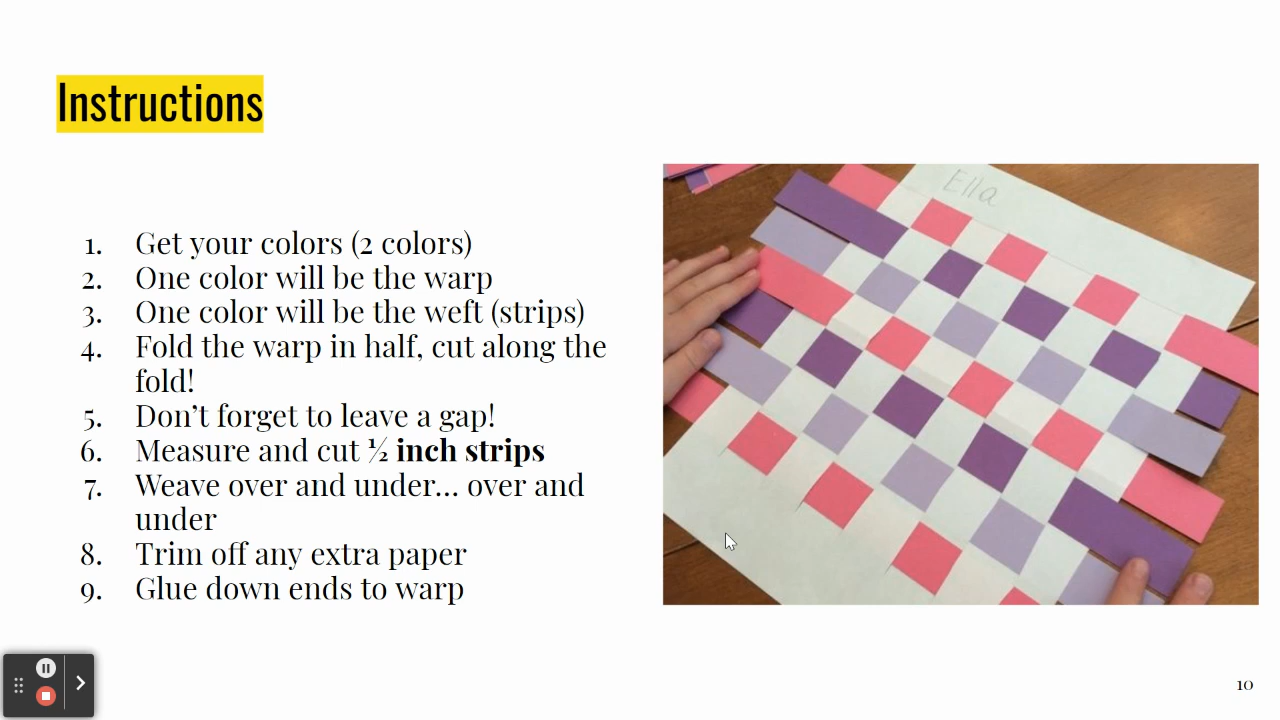 Instructions
1. Get your colors (2 colors)
2. One color will be the warp
3. One color will be the weft (strips)
4. Fold the warp in half, cut along the
fold!
5. Don't forget to leave a gap!
6. Measure and cut ½ inch strips
7. Weave over and under... over and
under
8. Trim off any extra paper
9. Glue down ends to warp
Ella
10